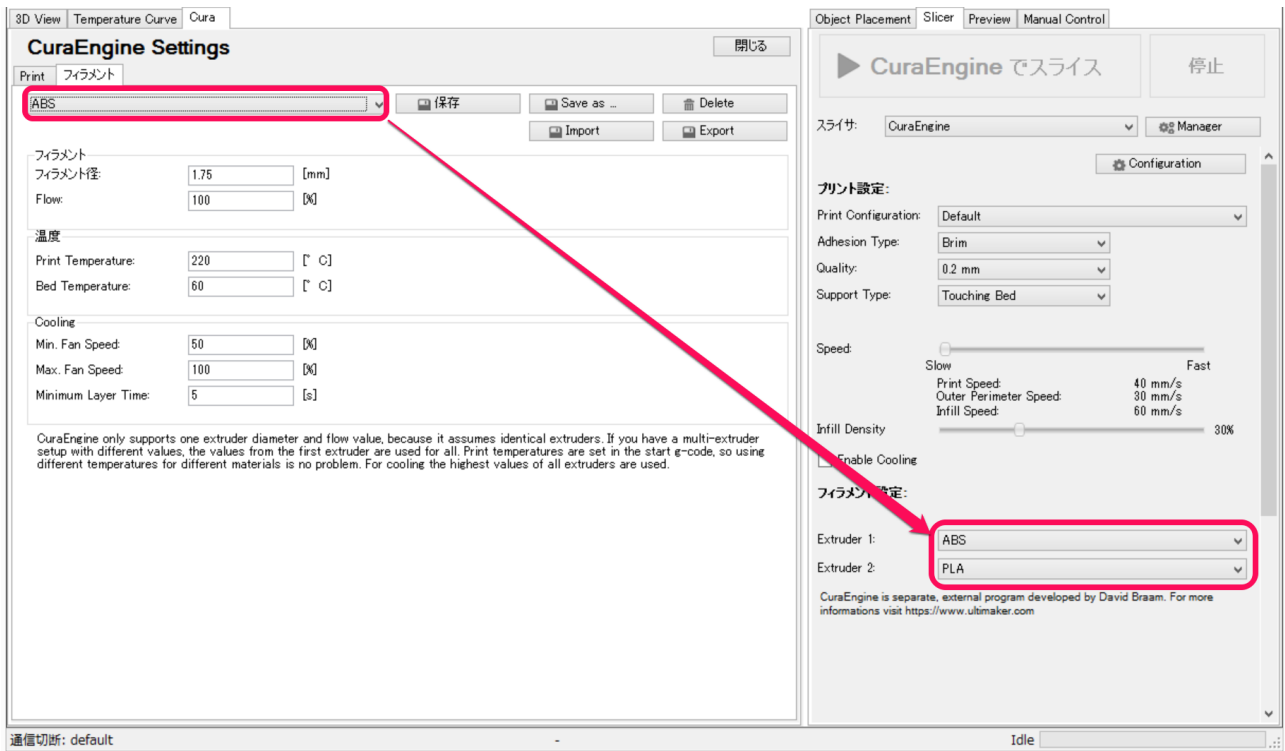 3D View Temperature Curve Cura
CuraEngine Settings
閉じる
Print フィラメント
ABS
保存
Save as ...
Delete
Import
Export
フィラメント
フィラメント径: 1.75 [mm]
Flow: 100 [%]
温度
Print Temperature: 220 [° C]
Bed Temperature: 60 [° C]
Cooling
Min. Fan Speed: 50 [%]
Max. Fan Speed: 100 [%]
Minimum Layer Time: 5 [s]
CuraEngine only supports one extruder diameter and flow value, because it assumes identical extruders. If you have a multi-extruder
setup with different values, the values from the first extruder are used for all. Print temperatures are set in the start g-code, so using
different temperatures for different materials is no problem. For cooling the highest values of all extruders are used.
Object Placement Slicer Preview Manual Control
CuraEngine でスライス
停止
スライサ: CuraEngine
Manager
Configuration
プリント設定:
Print Configuration: Default
Adhesion Type: Brim
Quality: 0.2 mm
Support Type: Touching Bed
Speed:
Slow Fast
Print Speed: 40 mm/s
Outer Perimeter Speed: 30 mm/s
Infill Speed: 60 mm/s
Infill Density 30%
Enable Cooling
フィラメント設定:
Extruder 1: ABS
Extruder 2: PLA
CuraEngine is separate, external program developed by David Braam. For more
informations visit https://www.ultimaker.com
通信切断: default
-
Idle